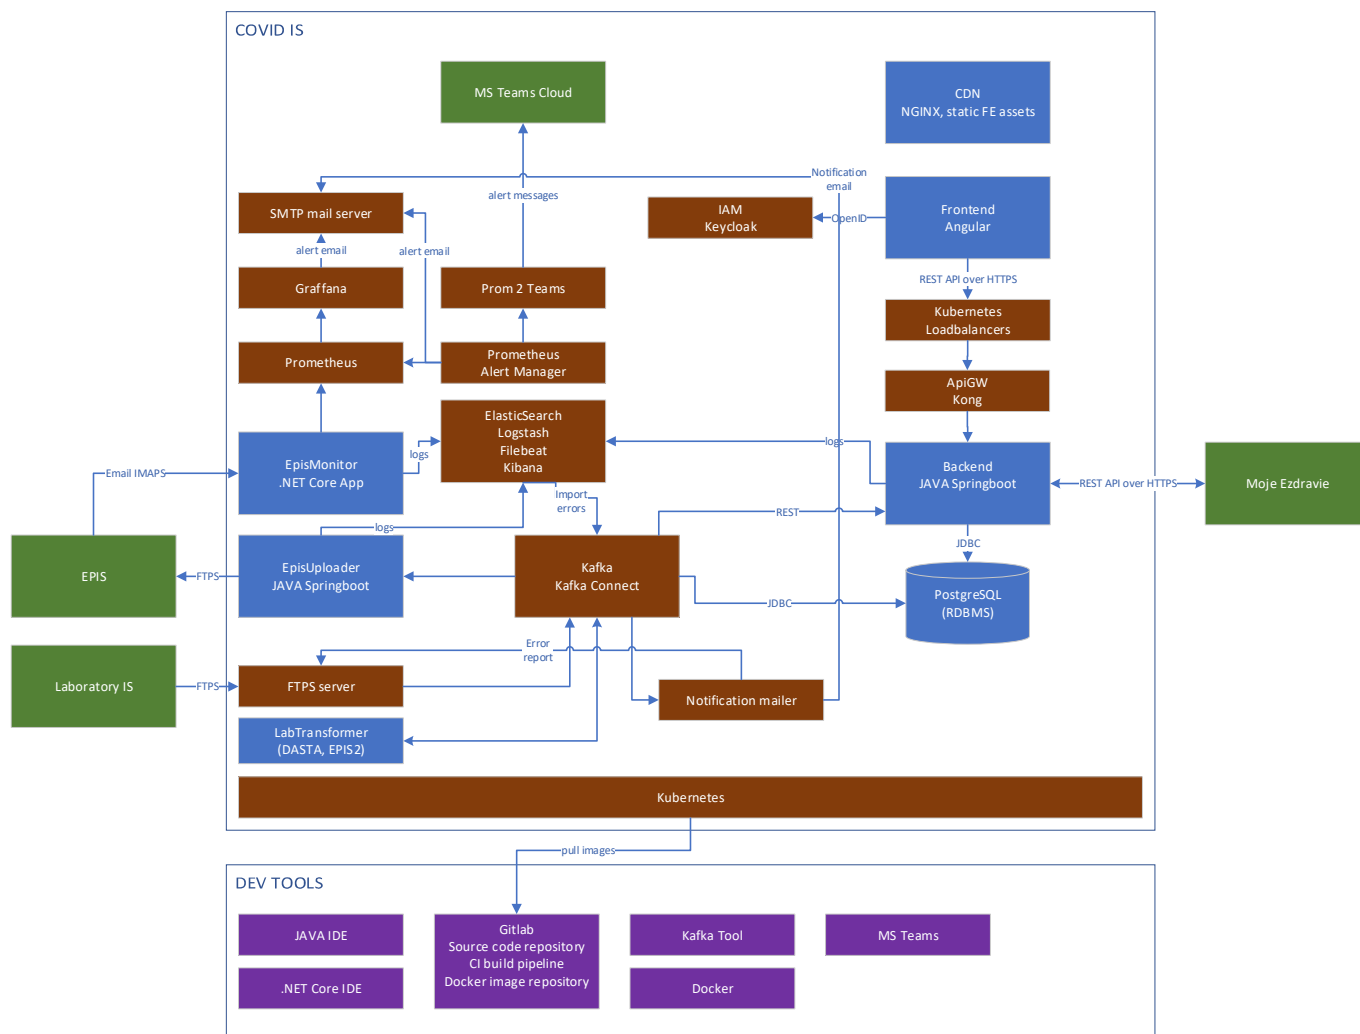 COVID IS
MS Teams Cloud
CDN
NGINX, static FE assets
Notification
email
alert messages
SMTP mail server
IAM
Keycloak
OpenID
Frontend
Angular
alert email
alert email
REST API over HTTPS
Graffana
Prom 2 Teams
Kubernetes
Loadbalancers
Prometheus
Prometheus
Alert Manager
ApiGW
Kong
ElasticSearch
Logstash
Filebeat
Kibana
logs
logs
EpisMonitor
.NET Core App
Email IMAPS
Backend
JAVA Springboot
REST API over HTTPS
Moje Ezdravie
Import
errors
REST
logs
JDBC
EPIS
FTPS
EpisUploader
JAVA Springboot
Kafka
Kafka Connect
JDBC
PostgreSQL
(RDBMS)
Error
report
Laboratory IS
FTPS
FTPS server
Notification mailer
LabTransformer
(DASTA, EPIS2)
Kubernetes
pull images
DEV TOOLS
JAVA IDE
Gitlab
Source code repository
CI build pipeline
Docker image repository
Kafka Tool
MS Teams
.NET Core IDE
Docker